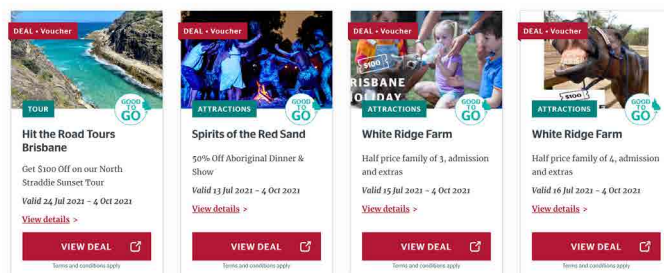 DEAL • Voucher
TOUR
GOOD
TO
GO
Hit the Road Tours
Brisbane
Get $100 Off on our North
Straddie Sunset Tour
Valid 24 Jul 2021 - 4 Oct 2021
View details >
VIEW DEAL
Terms and conditions apply
DEAL • Voucher
ATTRACTIONS
GOOD
TO
GO
Spirits of the Red Sand
50% Off Aboriginal Dinner &
Show
Valid 13 Jul 2021 - 4 Oct 2021
View details >
VIEW DEAL
Terms and conditions apply
DEAL • Voucher
$100
RISBANE
OLIDAY
ATTRACTIONS
GOOD
TO
GO
White Ridge Farm
Half price family of 3, admission
and extras
Valid 15 Jul 2021 - 4 Oct 2021
View details >
VIEW DEAL
Terms and conditions apply
DEAL • Voucher
$100
ATTRACTIONS
GOOD
TO
GO
White Ridge Farm
Half price family of 4, admission
and extras
Valid 16 Jul 2021 - 4 Oct 2021
View details >
VIEW DEAL
Terms and conditions apply